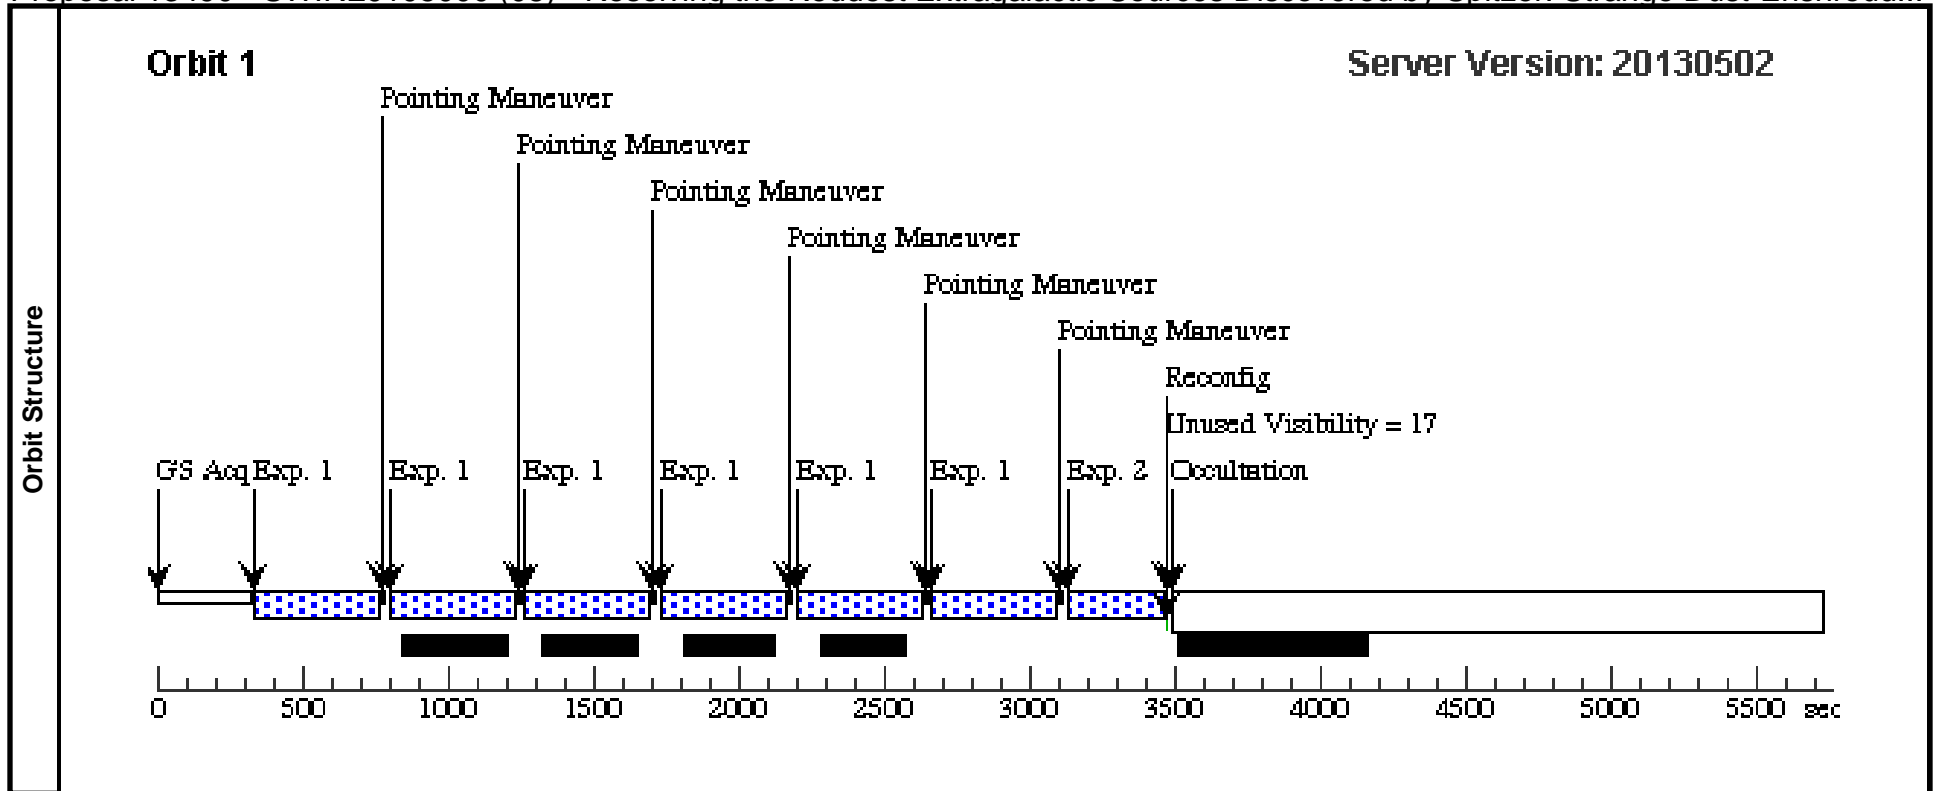 Orbit Structure
Orbit 1
Server Version: 20130502
Pointing Maneuver
Pointing Maneuver
Pointing Maneuver
Pointing Maneuver
Pointing Maneuver
Pointing Maneuver
Reconfig
Unused Visibility = 17
GS Acq Exp. 1 Exp. 1 Exp. 1 Exp. 1 Exp. 1 Exp. 1 Exp. 2 Occultation
0 500 1000 1500 2000 2500 3000 3500 4000 4500 5000 5500 sec